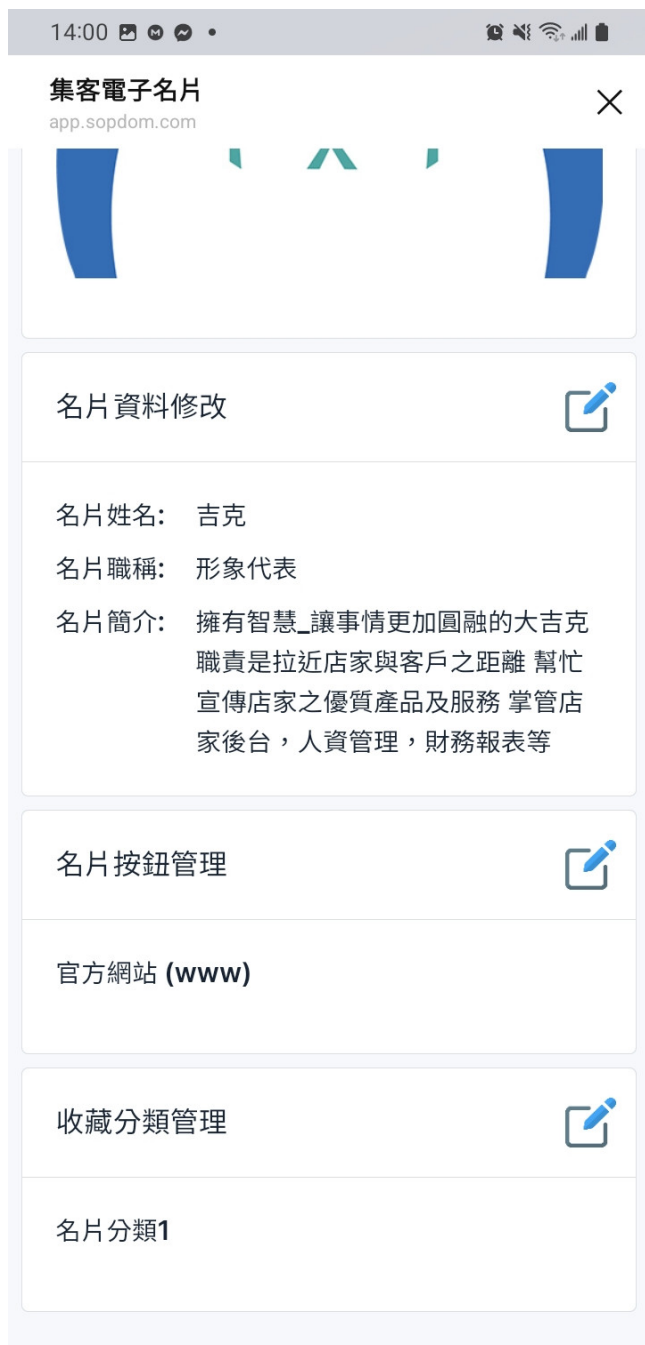 14:00
集客電子名片
app.sopdom.com
名片資料修改
名片姓名: 吉克
名片職稱: 形象代表
名片簡介: 擁有智慧_讓事情更加圓融的大吉克
職責是拉近店家與客戶之距離 幫忙
宣傳店家之優質產品及服務 掌管店
家後台，人資管理，財務報表等
名片按鈕管理
官方網站 (www)
收藏分類管理
名片分類1